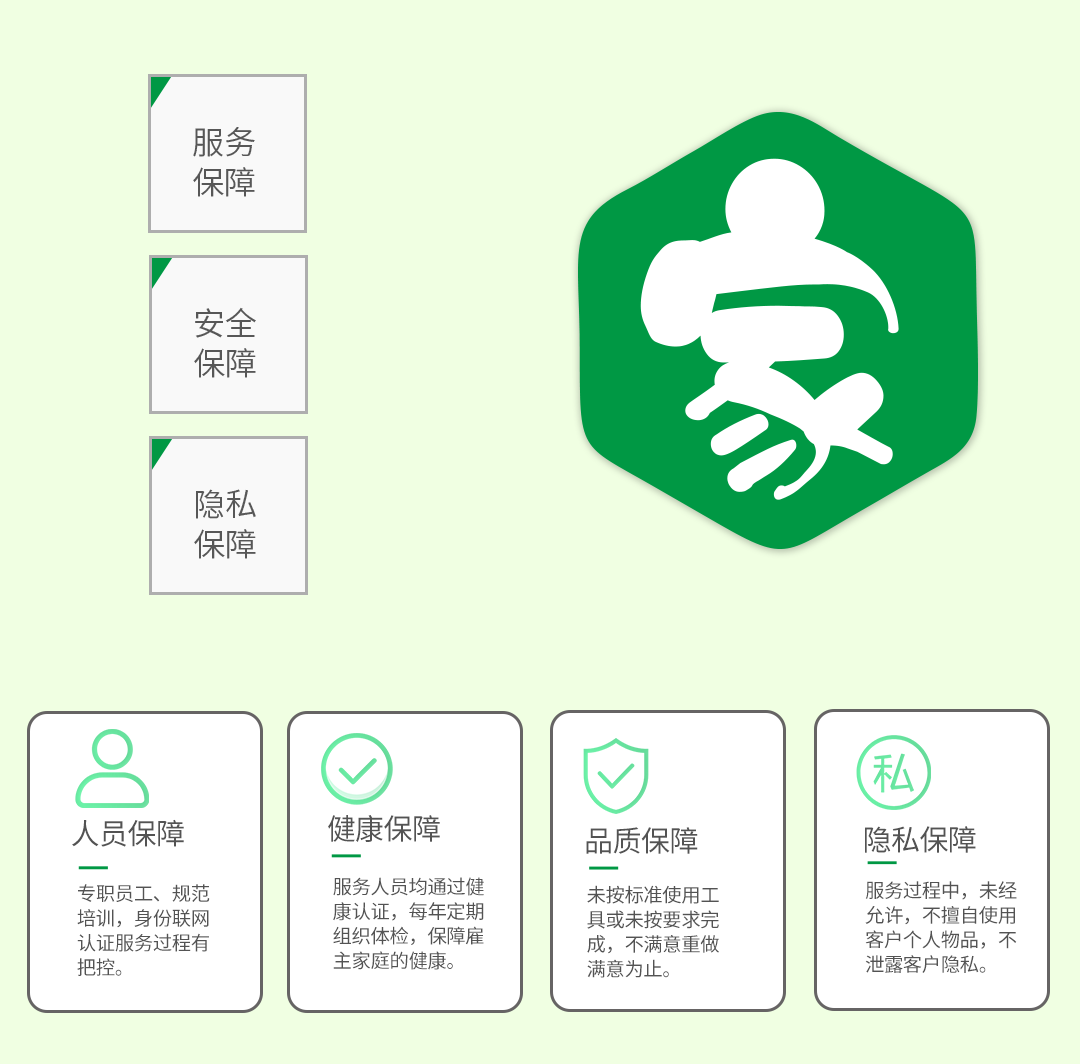 服务
保障
安全
保障
隐私
保障
家
人员保障
专职员工、规范
培训，身份联网
认证服务过程有
把控。
健康保障
服务人员均通过健
康认证，每年定期
组织体检，保障雇
主家庭的健康。
品质保障
未按标准使用工
具或未按要求完
成，不满意重做
满意为止。
私
隐私保障
服务过程中，未经
允许，不擅自使用
客户个人物品，不
泄露客户隐私。